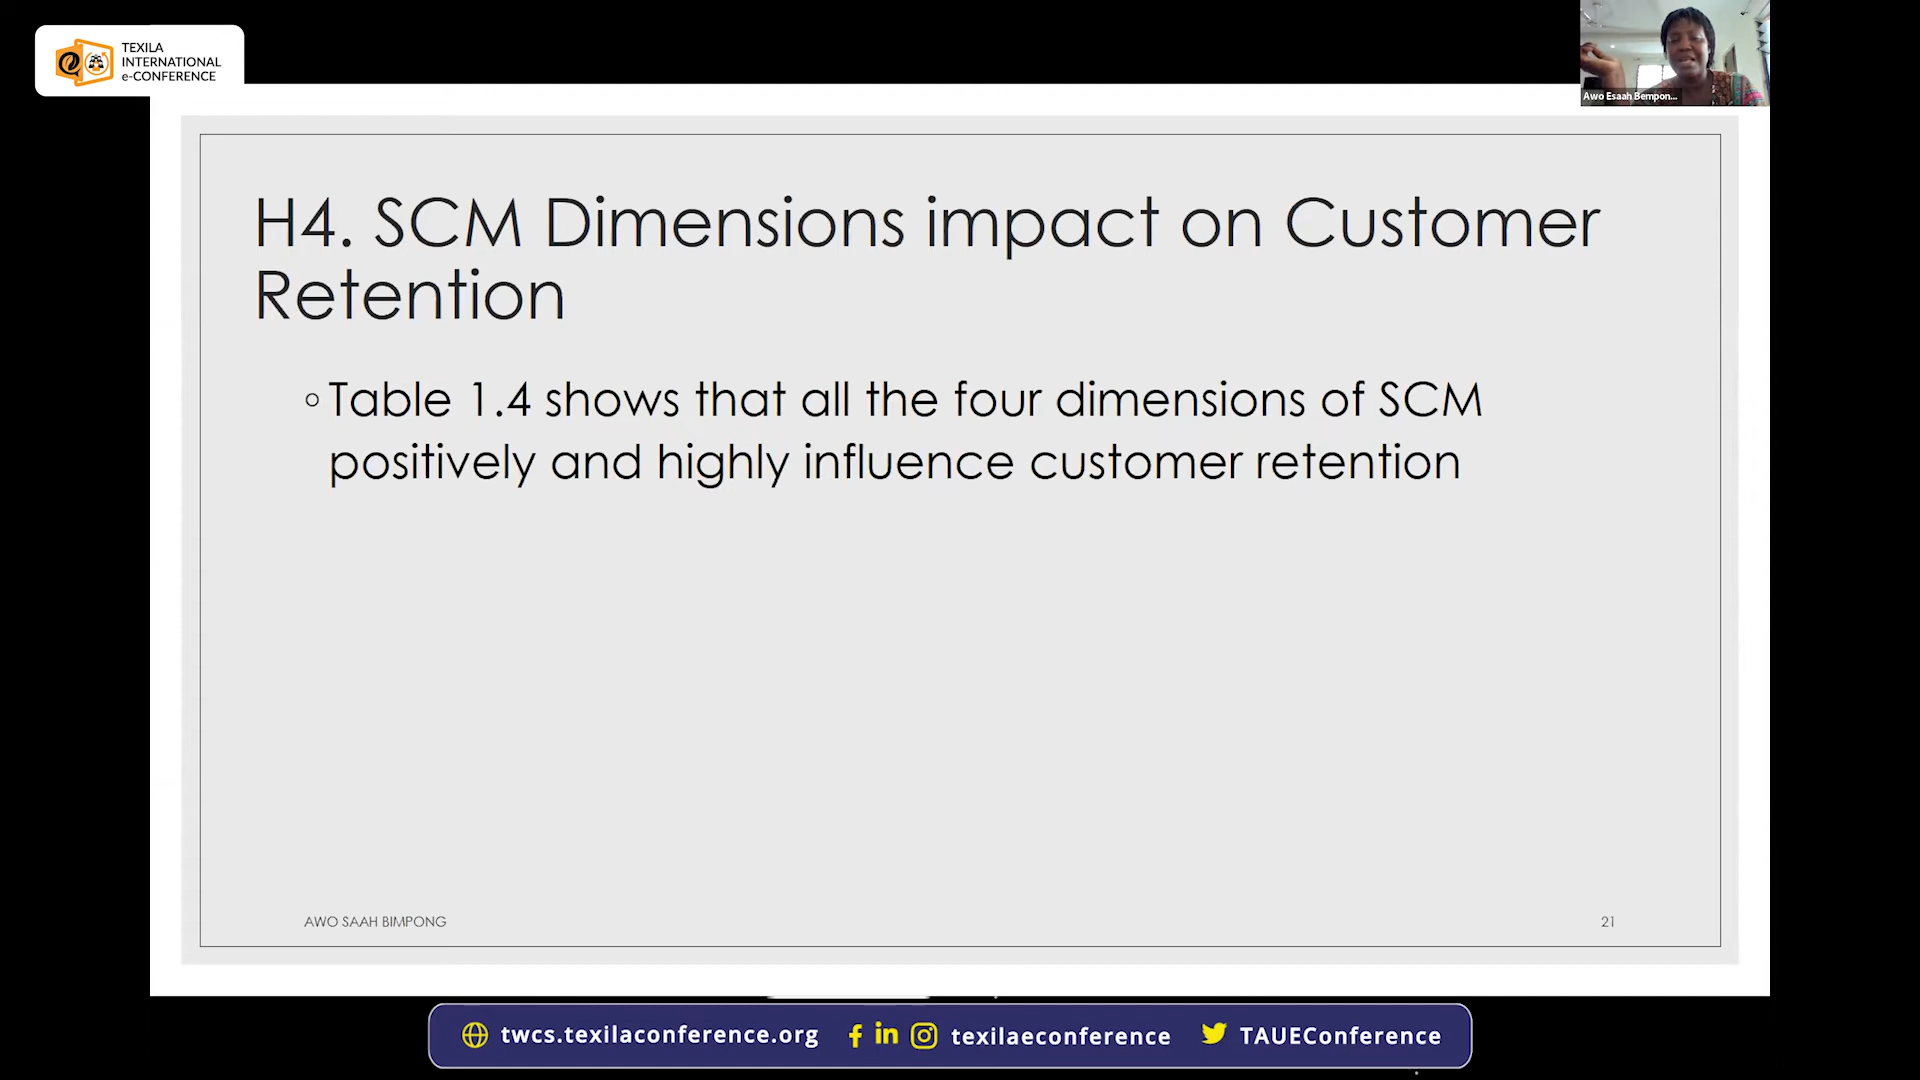 TEXILA
INTERNATIONAL
e-CONFERENCE
Awo Esaah Bempon...
H4. SCM Dimensions impact on Customer
Retention
Table 1.4 shows that all the four dimensions of SCM
positively and highly influence customer retention
AWO SAAH BIMPONG
21
twcs.texilaconference.org
texilaeconference
TAUEConference